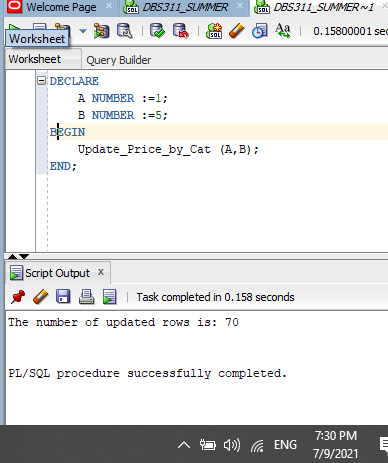 Welcome Page
DBS311_SUMMER
DBS311_SUMMER~1
0.15800001 s
Worksheet
Worksheet
Query Builder
DECLARE
A NUMBER :=1;
B NUMBER :=5;
BEGIN
Update_Price_by_Cat (A,B);
END;
Script Output
Task completed in 0.158 seconds
The number of updated rows is: 70
PL/SQL procedure successfully completed.
ENG
7:30 PM
7/9/2021